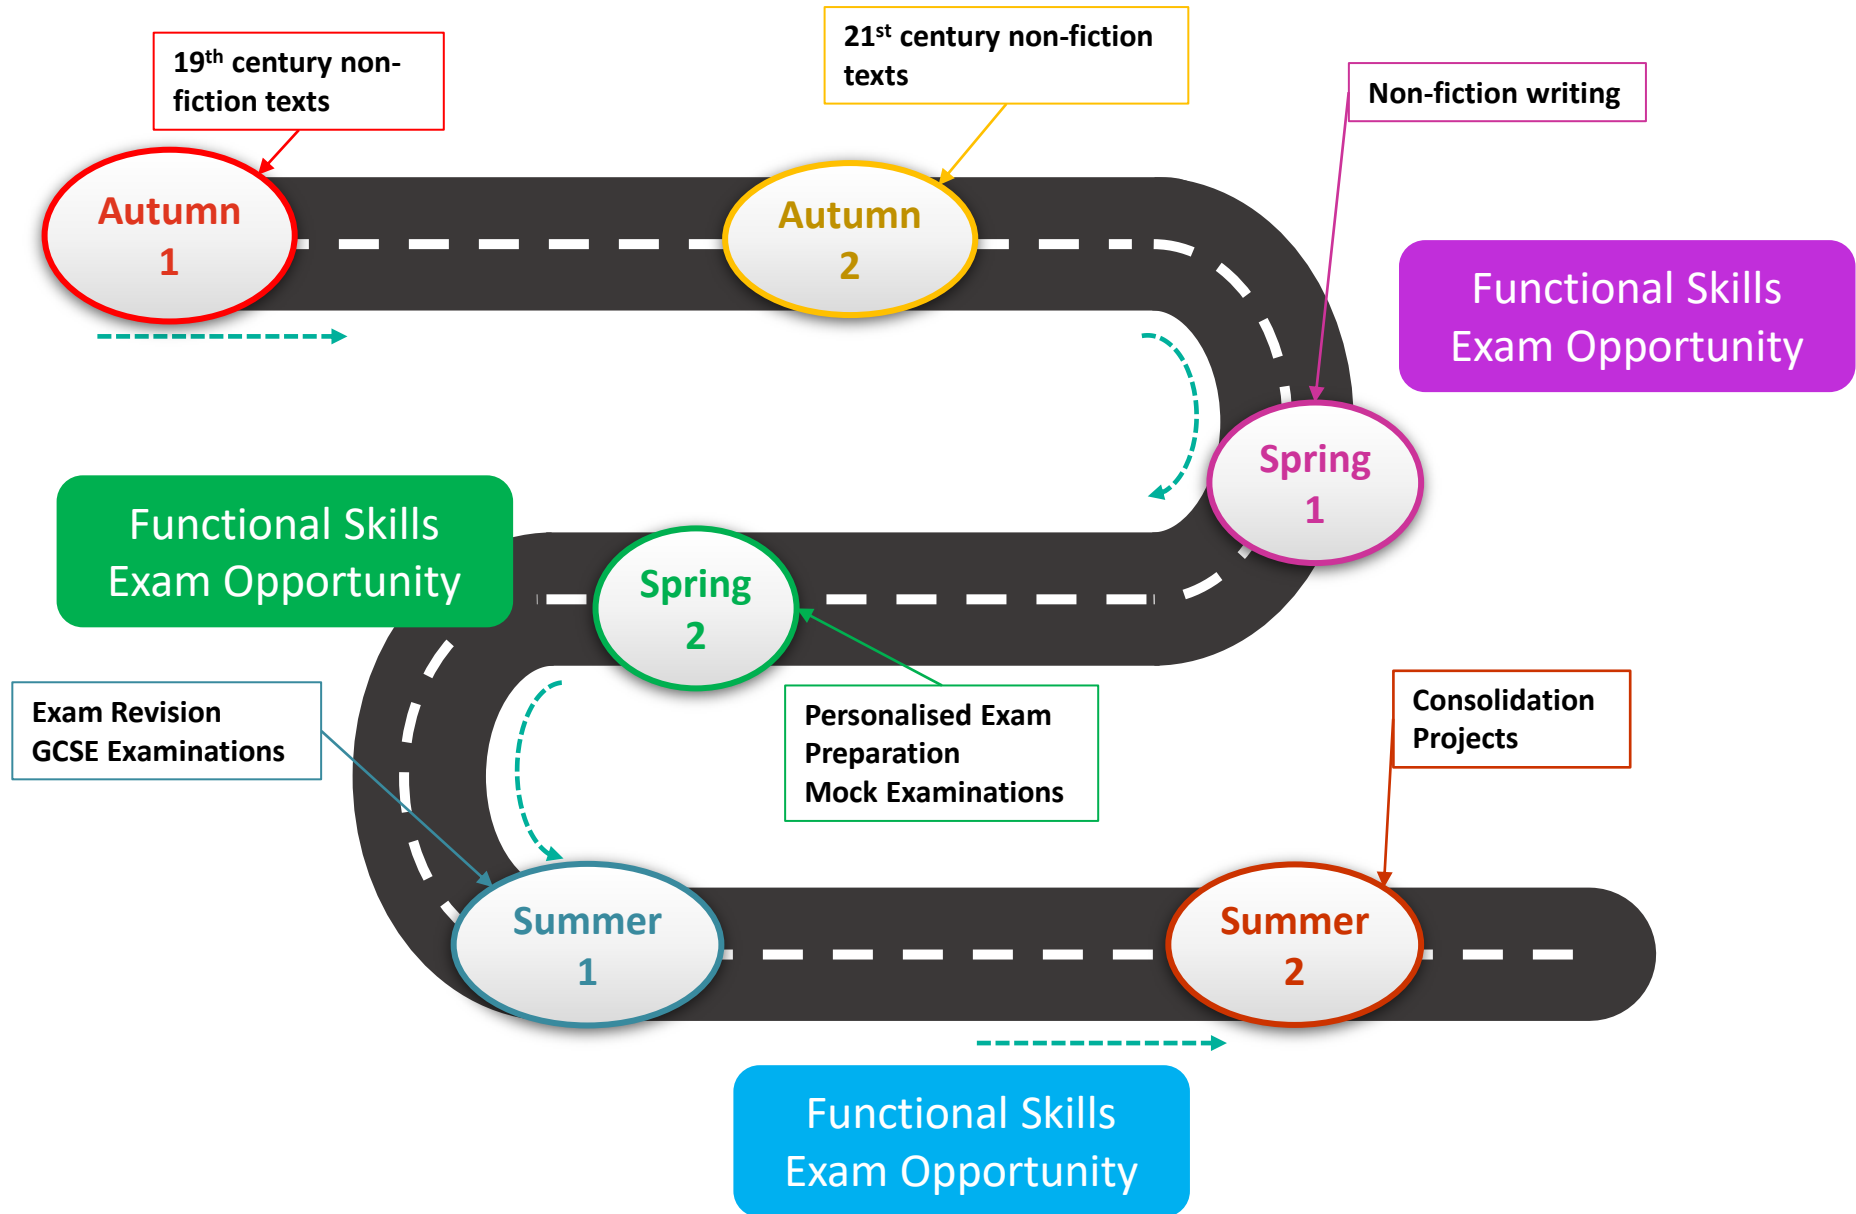 19th century non-
fiction texts
21st century non-fiction
texts
Non-fiction writing
Autumn
1
Autumn
2
Functional Skills
Exam Opportunity
Spring
1
Functional Skills
Exam Opportunity
Spring
2
Exam Revision
GCSE Examinations
Personalised Exam
Preparation
Mock Examinations
Consolidation
Projects
Summer
1
Summer
2
Functional Skills
Exam Opportunity